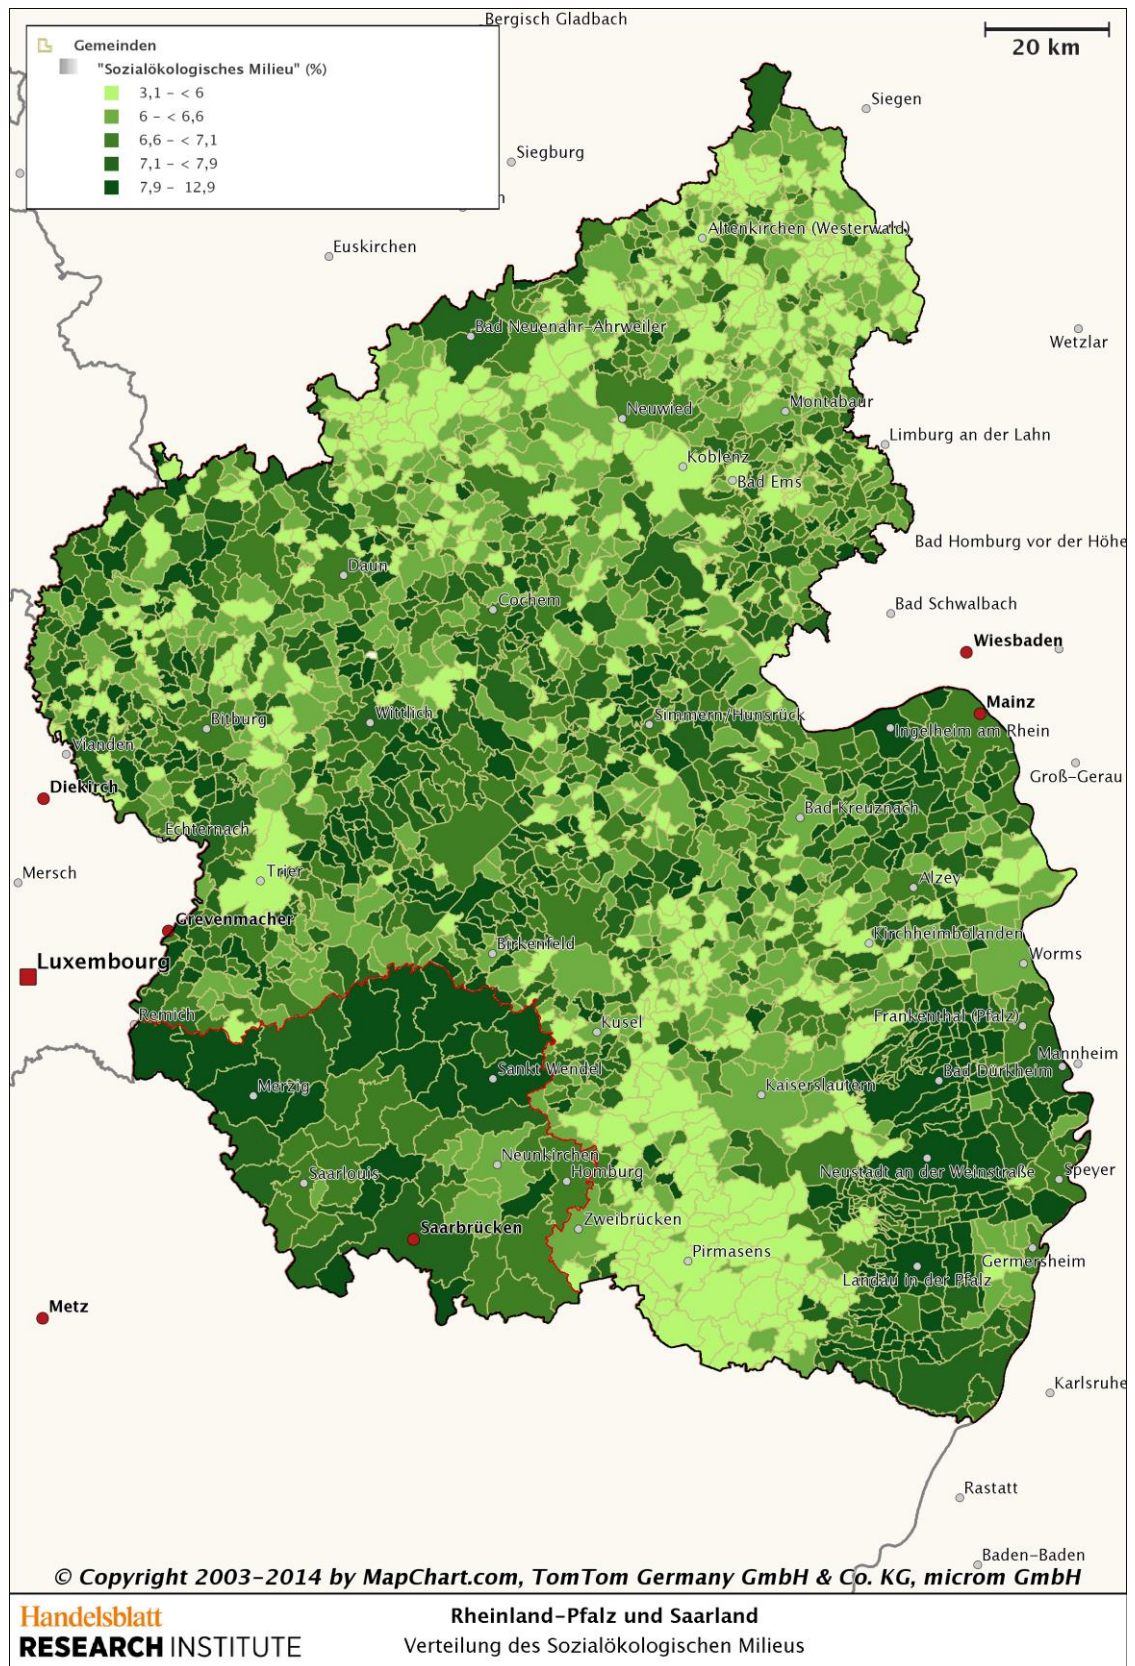 Bergisch Gladbach
Gemeinden
"Sozialökologisches Milieu" (%)
3,1 – < 6
6 – < 6,6
6,6 – < 7,1
7,1 – < 7,9
7,9 – 12,9
20 km
Siegen
Siegburg
Altenkirchen (Westerwald)
Euskirchen
Bad Neuenahr-Ahrweiler
Wetzlar
Neuwied
Montabaur
Limburg an der Lahn
Koblenz
Bad Ems
Bad Homburg vor der Höhe
Daun
Cochem
Bad Schwalbach
Wiesbaden
Mainz
Bitburg
Wittlich
Simmern/Hunsrück
Ingelheim am Rhein
Vianden
Groß-Gerau
Diekirch
Bad Kreuznach
Echternach
Mersch
Trier
Alzey
Grevenmacher
Kirchheimbolanden
Birkenfeld
Worms
Luxembourg
Remich
Kusel
Frankenthal (Pfalz)
Mannheim
Sankt Wendel
Bad Dürkheim
Merzig
Kaiserslautern
Neunkirchen
Homburg
Neustadt an der Weinstraße
Speyer
Saarlouis
Zweibrücken
Saarbrücken
Pirmasens
Germersheim
Landau in der Pfalz
Metz
Karlsruhe
Rastatt
Baden-Baden
© Copyright 2003-2014 by MapChart.com, TomTom Germany GmbH & Co. KG, microm GmbH
Handelsblatt
RESEARCH INSTITUTE
Rheinland-Pfalz und Saarland
Verteilung des Sozialökologischen Milieus